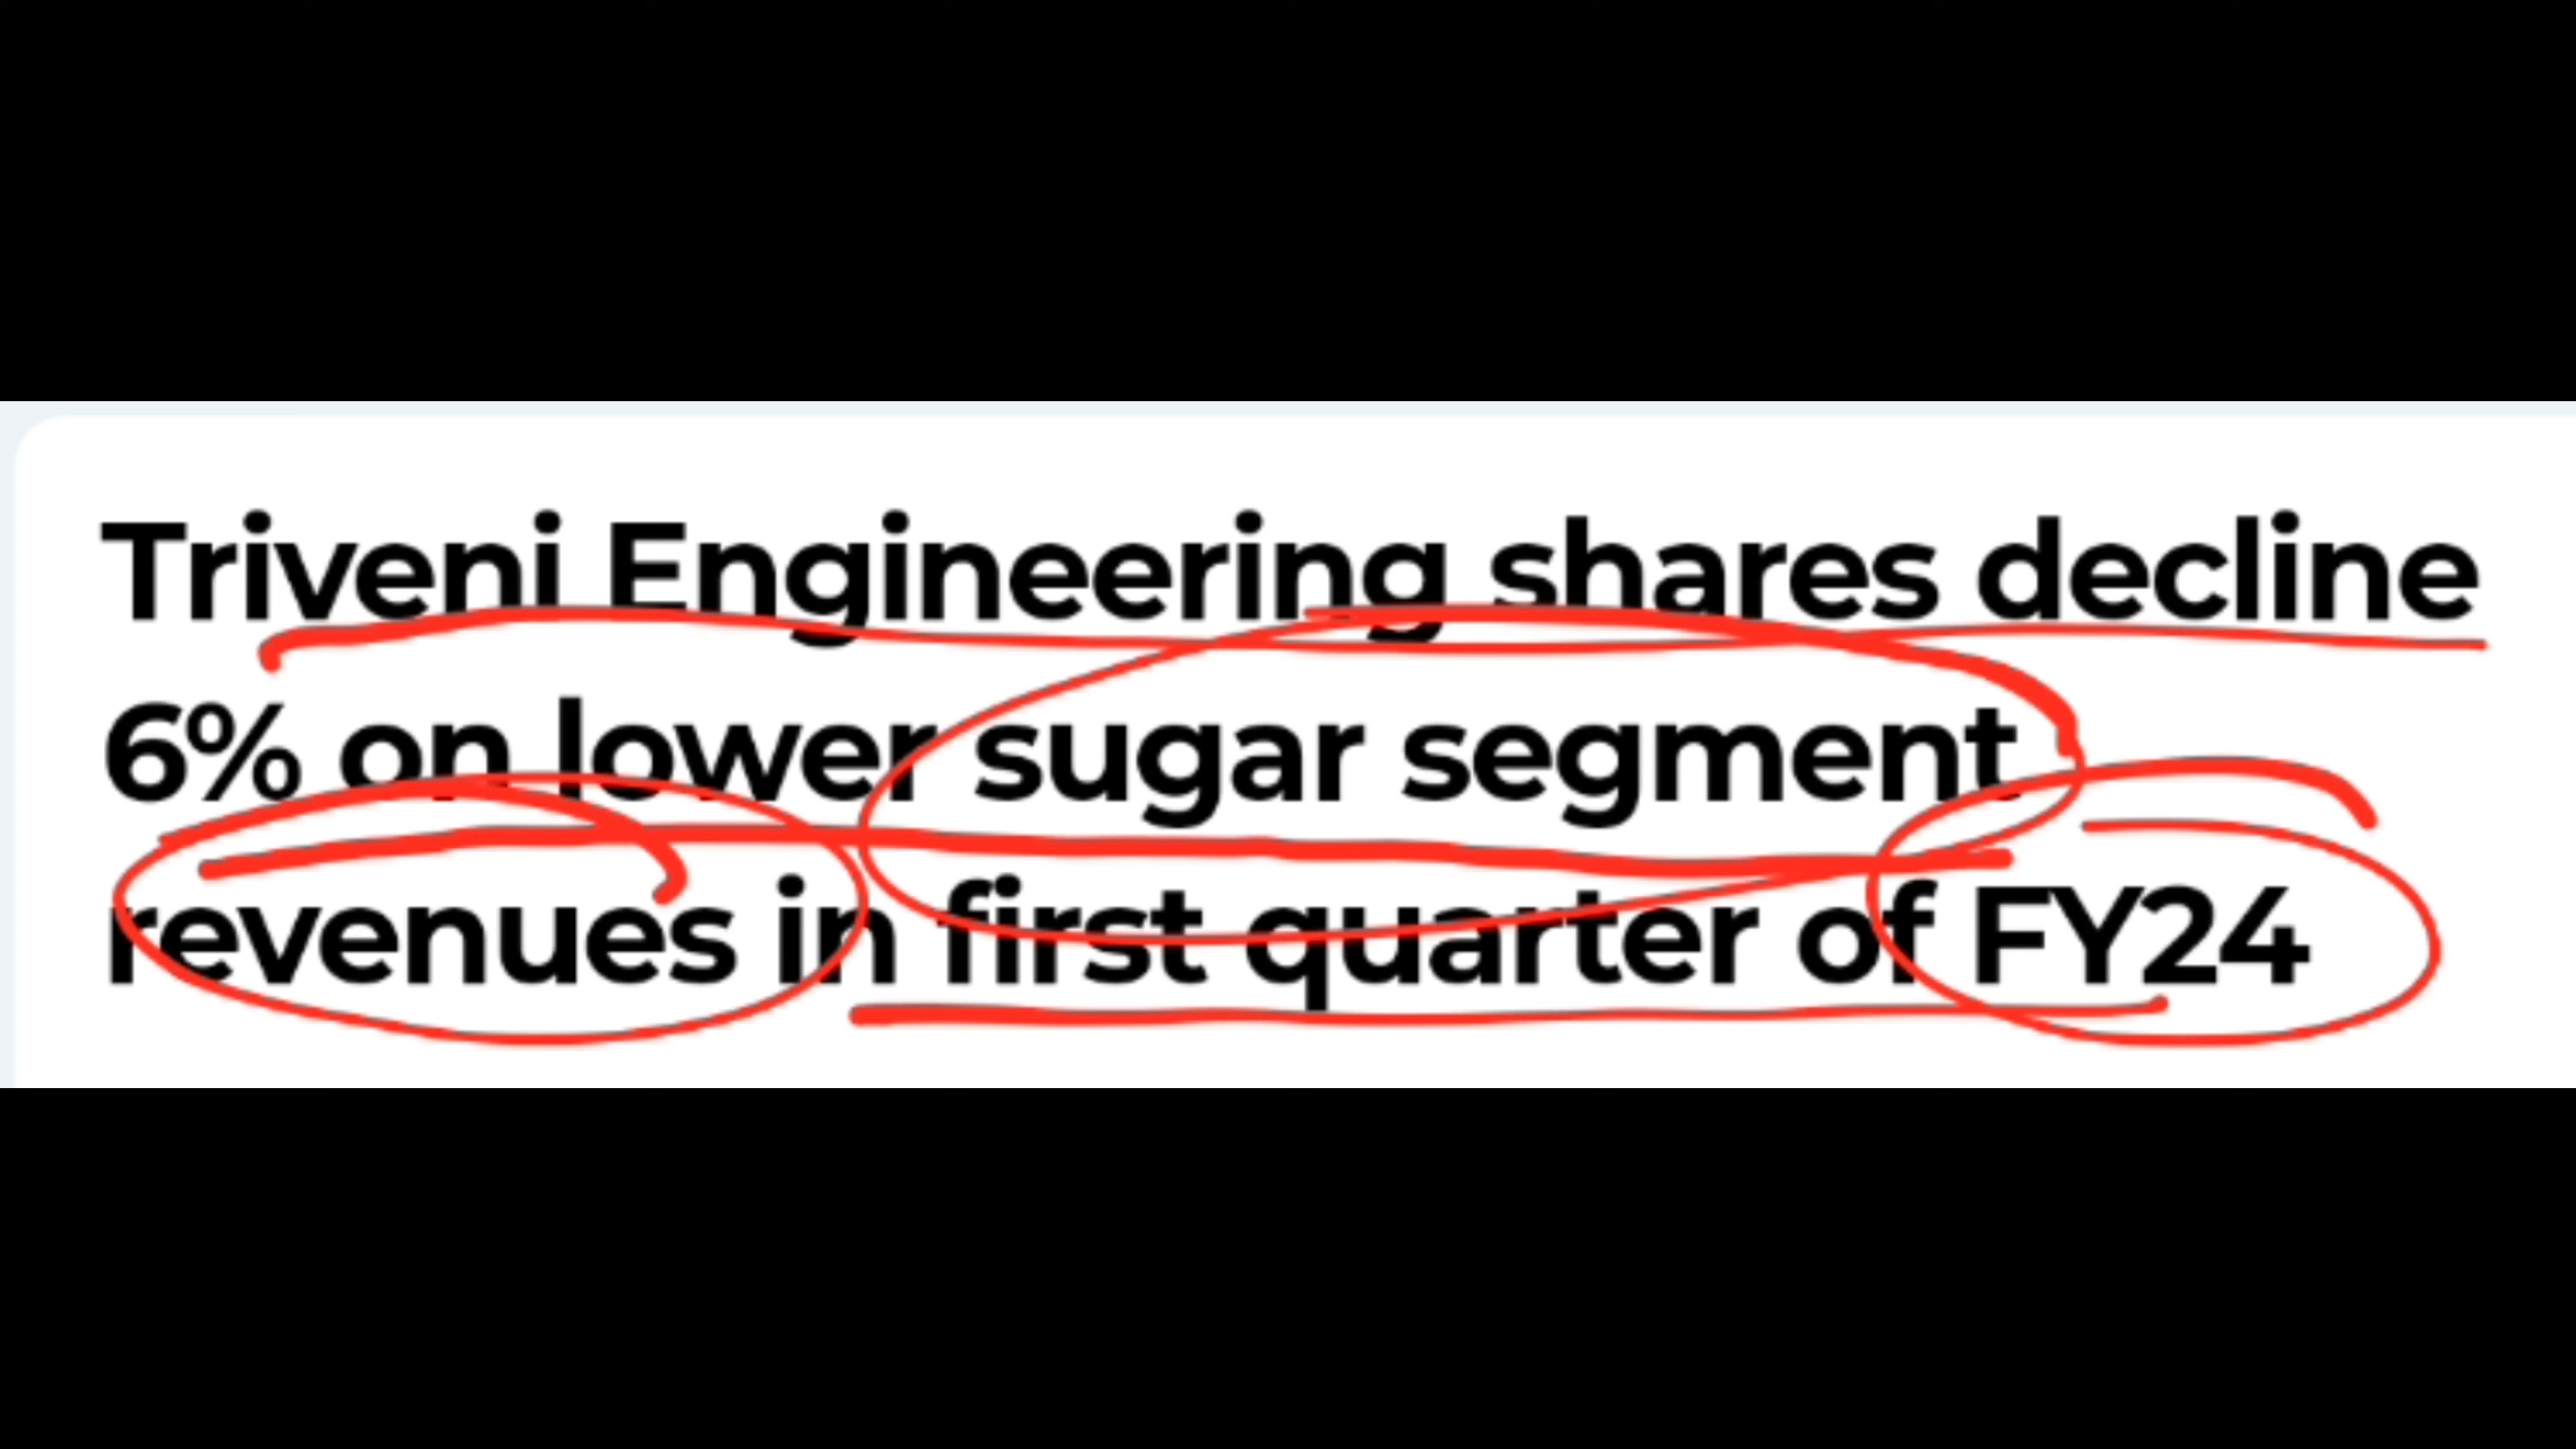 Triveni Engineering shares decline
6% on lower sugar segment
revenues in first quarter of FY24